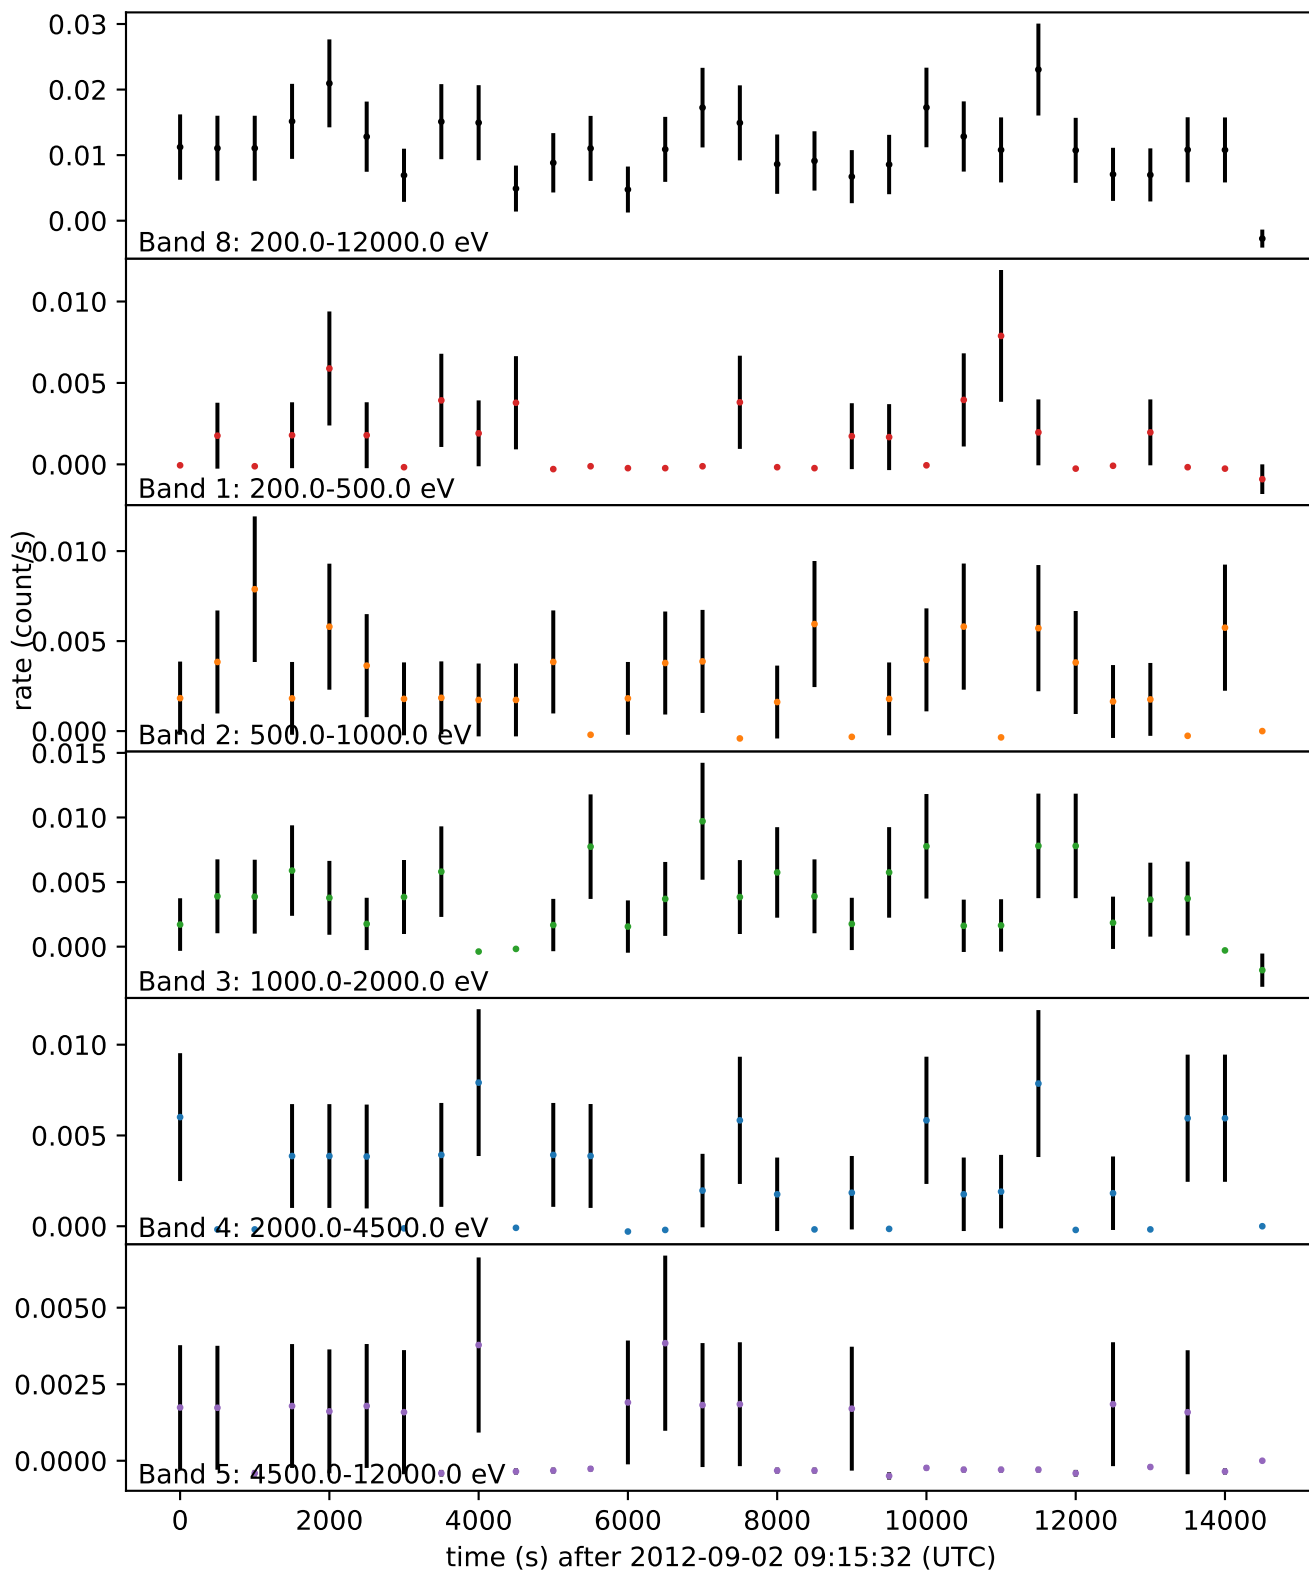 0.03
0.02
0.01
0.00
Band 8: 200.0-12000.0 eV
0.010
0.005
0.000
Band 1: 200.0-500.0 eV
rate (count/s)
0.010
0.005
0.000
Band 2: 500.0-1000.0 eV
0.015
0.010
0.005
0.000
Band 3: 1000.0-2000.0 eV
0.010
0.005
0.000
Band 4: 2000.0-4500.0 eV
0.0050
0.0025
0.0000
Band 5: 4500.0-12000.0 eV
0 2000 4000 6000 8000 10000 12000 14000
time (s) after 2012-09-02 09:15:32 (UTC)